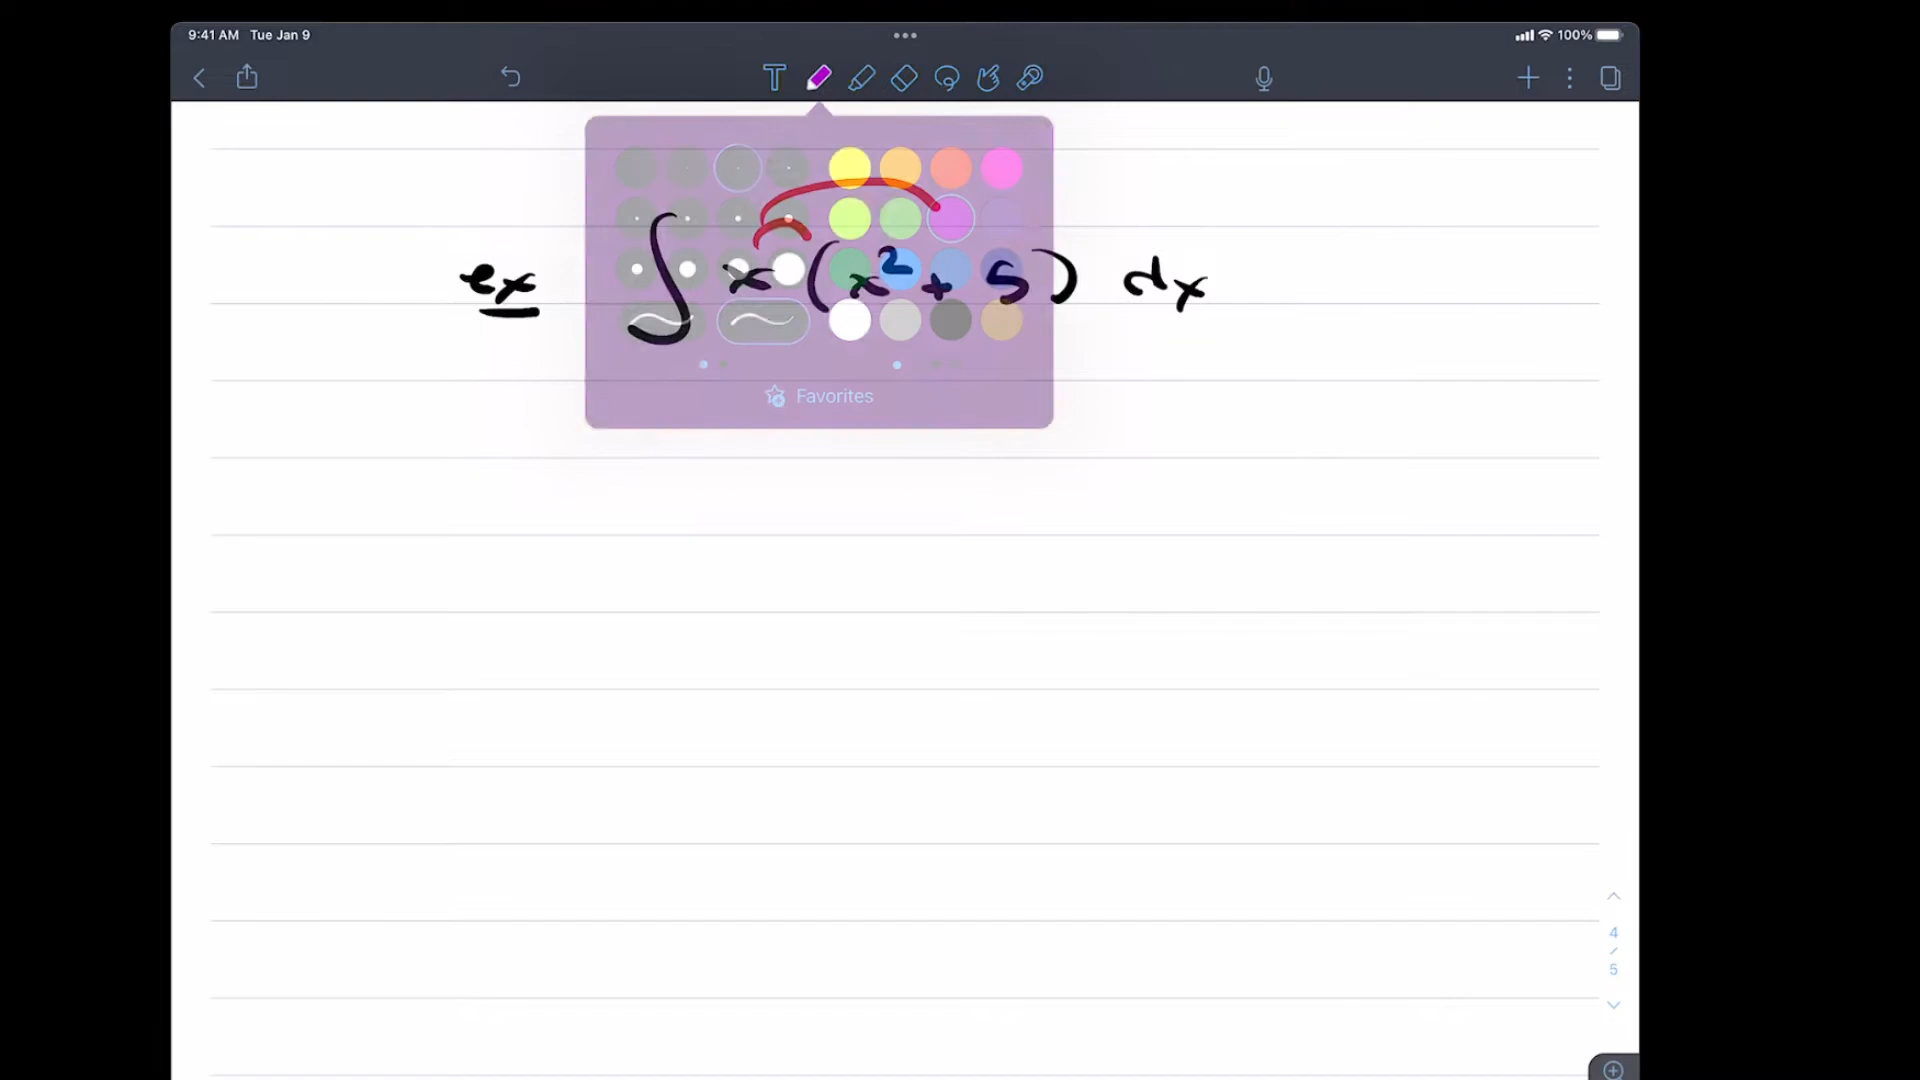 9:41 AM Tue Jan 9 100%
T
ex ∫ x (x² + 5) dx
Favorites
4
/
5